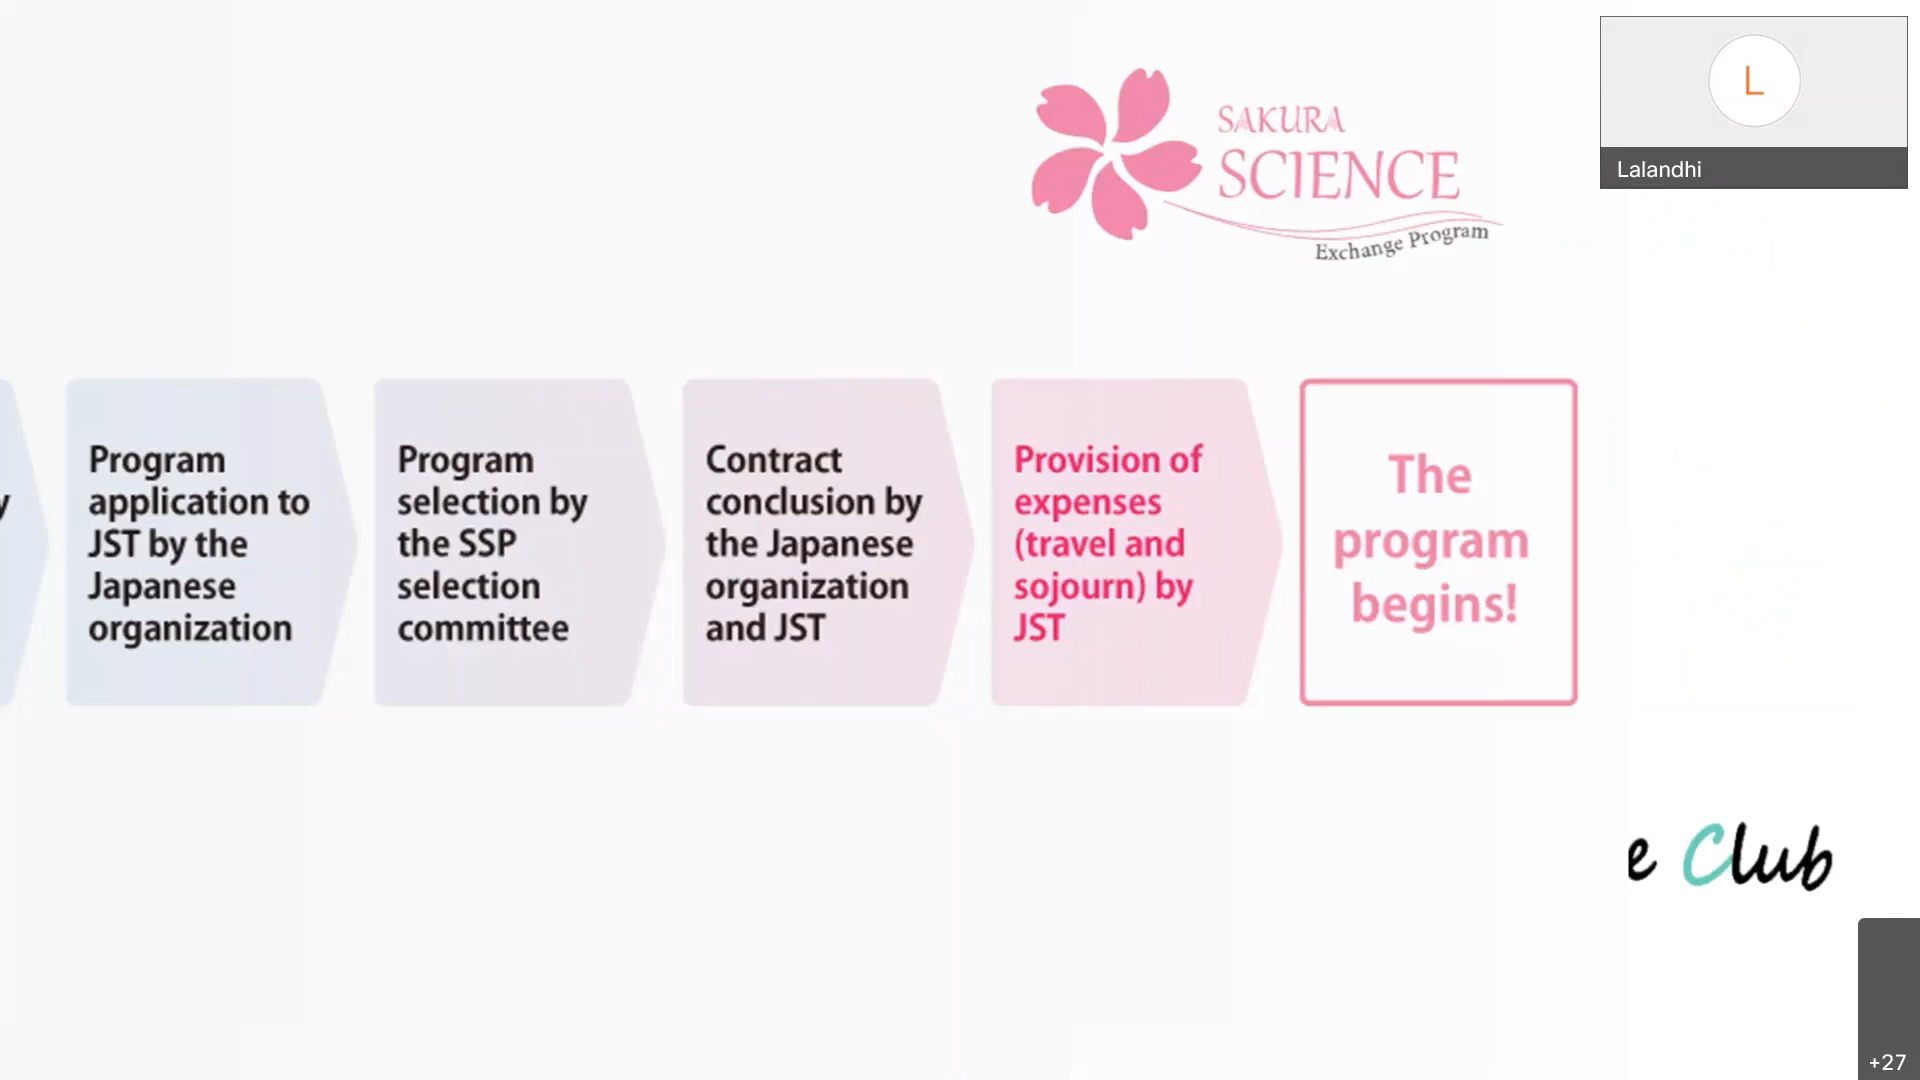 L
Lalandhi
SAKURA
SCIENCE
Exchange Program
y
Program
application to
JST by the
Japanese
organization
Program
selection by
the SSP
selection
committee
Contract
conclusion by
the Japanese
organization
and JST
Provision of
expenses
(travel and
sojourn) by
JST
The
program
begins!
e Club
+27